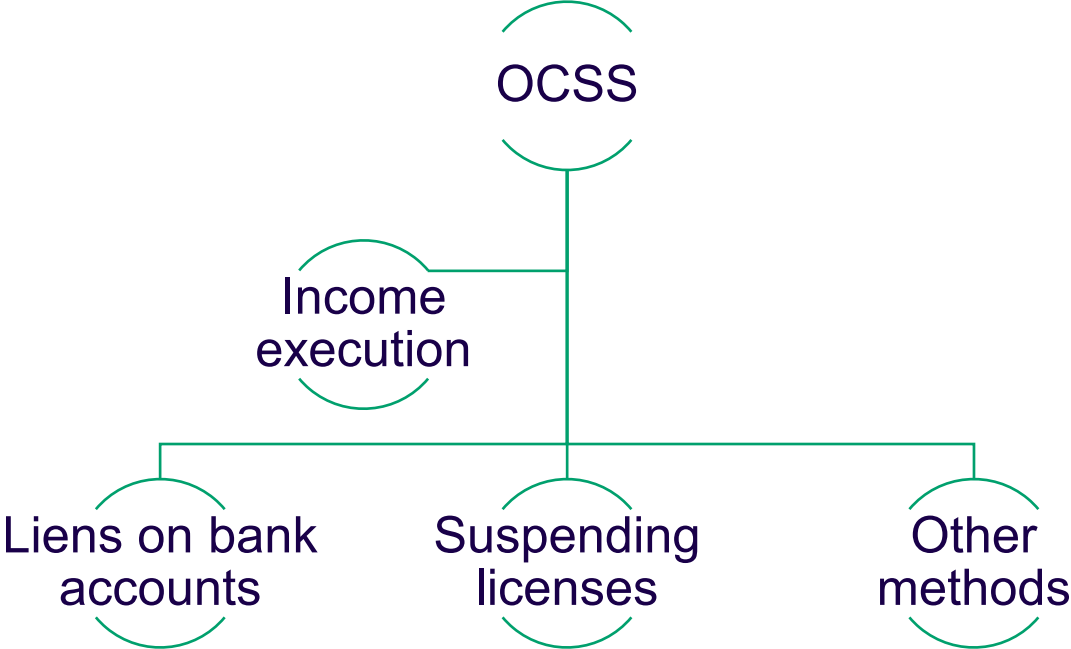 OCSS
Income
execution
Liens on bank
accounts
Suspending
licenses
Other
methods